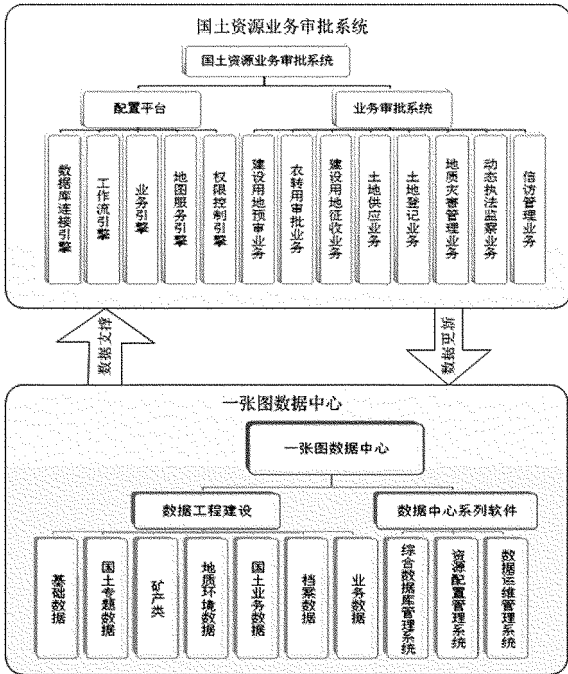 国土资源业务审批系统
国土资源业务审批系统
配置平台
业务审批系统
数据库连接引擎
工作流引擎
业务引擎
地图服务引擎
权限控制引擎
建设用地预审业务
农转用审批业务
建设用地征收业务
土地供应业务
土地登记业务
地质灾害管理业务
动态执法监察业务
信访管理业务
数据支撑
数据更新
一张图数据中心
一张图数据中心
数据工程建设
数据中心系列软件
基础数据
国土专题数据
矿产类
地质环境数据
国土业务数据
档案数据
业务数据
综合数据库管理系统
资源配置管理系统
数据运维管理系统